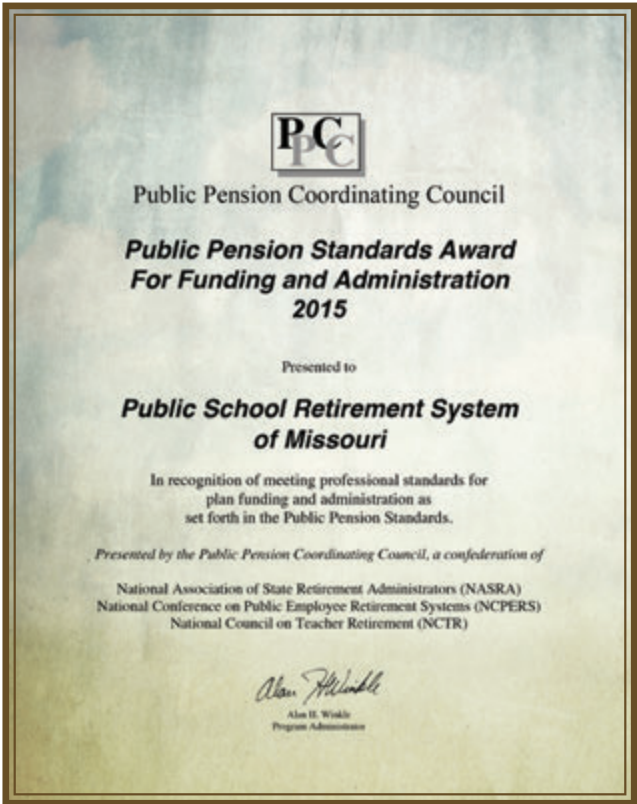 PPCC
Public Pension Coordinating Council
Public Pension Standards Award
For Funding and Administration
2015
Presented to
Public School Retirement System
of Missouri
In recognition of meeting professional standards for
plan funding and administration as
set forth in the Public Pension Standards.
Presented by the Public Pension Coordinating Council, a confederation of
National Association of State Retirement Administrators (NASRA)
National Conference on Public Employee Retirement Systems (NCPERS)
National Council on Teacher Retirement (NCTR)
Alan H. Winkle
Alan H. Winkle
Program Administrator